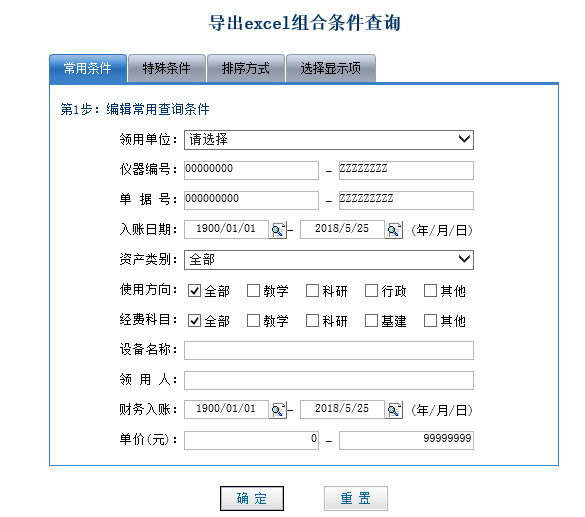 导出excel组合条件查询
常用条件 特殊条件 排序方式 选择显示项
第1步：编辑常用查询条件
领用单位： 请选择
仪器编号： 00000000 – ZZZZZZZZ
单 据 号： 000000000 – ZZZZZZZZZ
入账日期： 1900/01/01 – 2018/5/25 (年/月/日)
资产类别： 全部
使用方向： 全部 教学 科研 行政 其他
经费科目： 全部 教学 科研 基建 其他
设备名称：
领 用 人：
财务入账： 1900/01/01 – 2018/5/25 (年/月/日)
单价(元)： 0 – 99999999
确 定 重 置